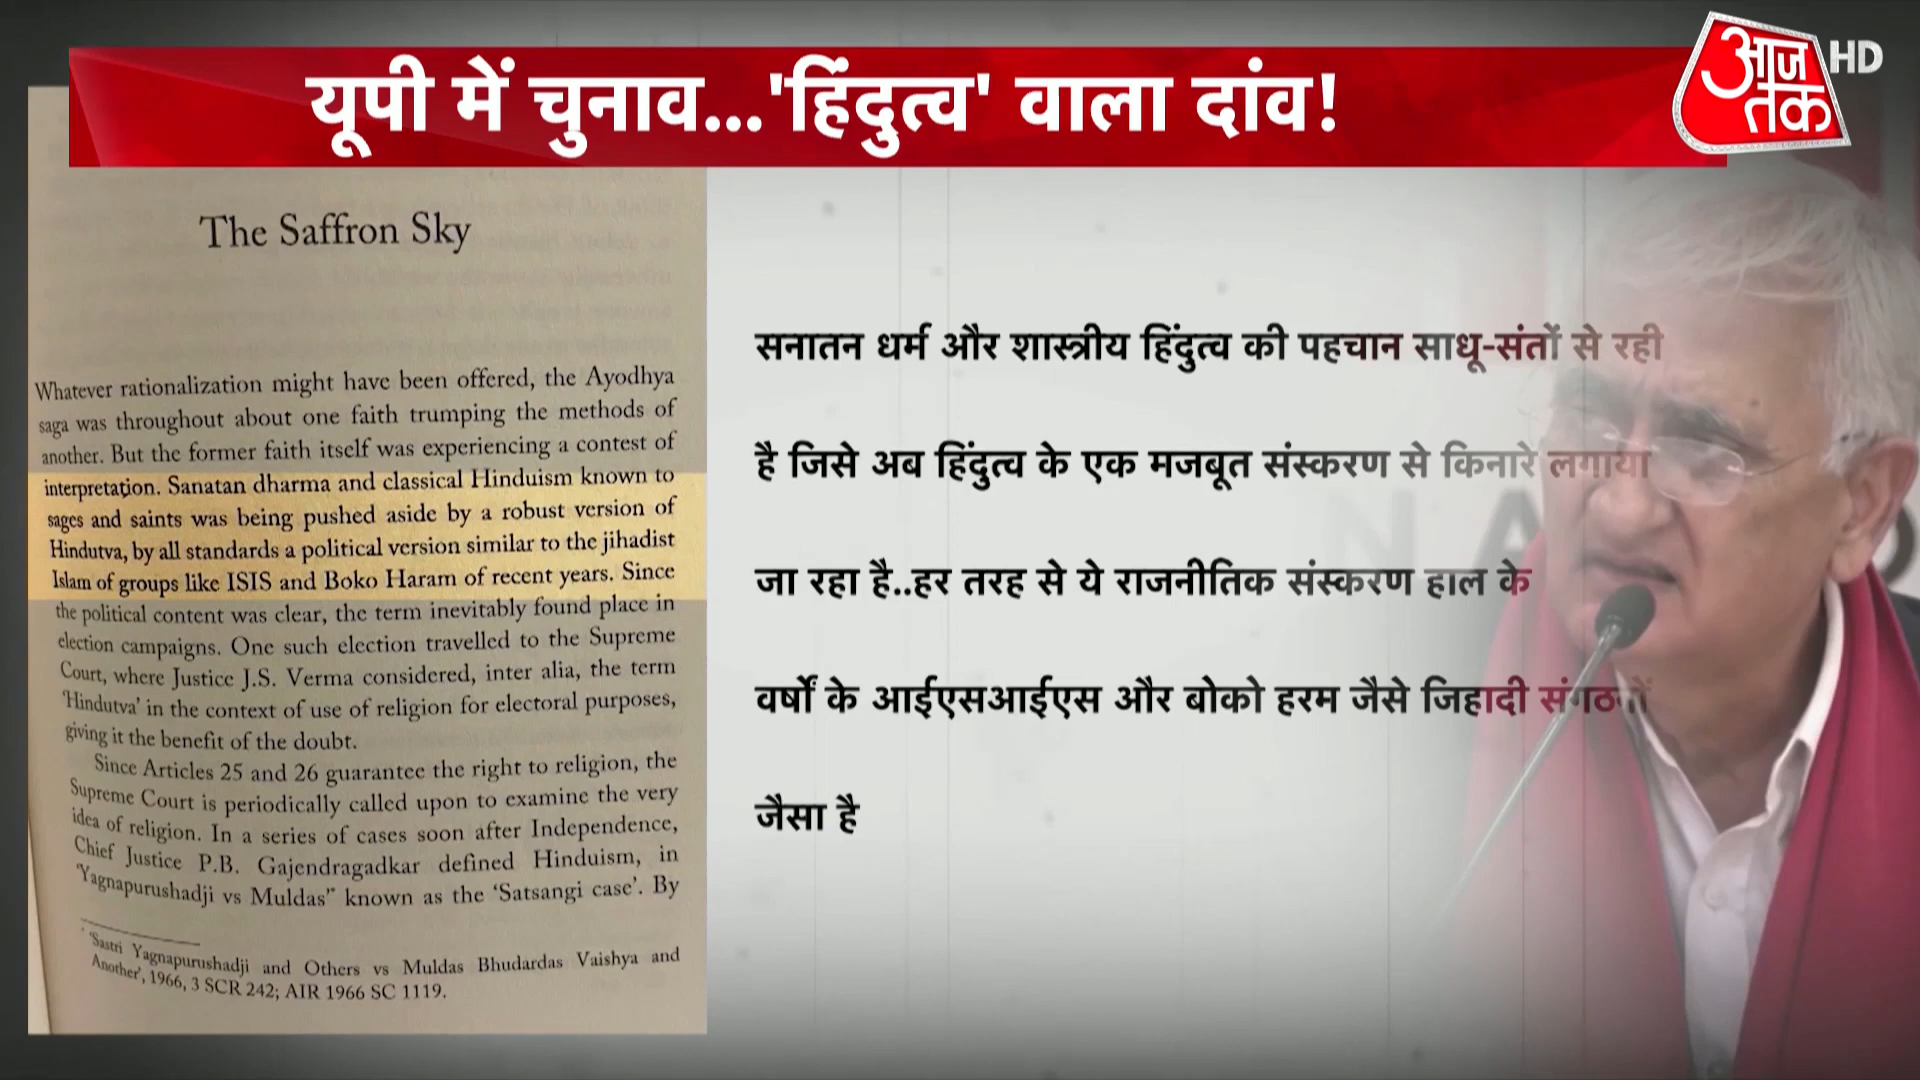 यूपी में चुनाव...'हिंदुत्व' वाला दांव!
आज
तक
HD
The Saffron Sky
Whatever rationalization might have been offered, the Ayodhya
saga was throughout about one faith trumping the methods of
another. But the former faith itself was experiencing a contest of
interpretation. Sanatan dharma and classical Hinduism known to
sages and saints was being pushed aside by a robust version of
Hindutva, by all standards a political version similar to the jihadist
Islam of groups like ISIS and Boko Haram of recent years. Since
the political content was clear, the term inevitably found place in
election campaigns. One such election travelled to the Supreme
Court, where Justice J.S. Verma considered, inter alia, the term
'Hindutva' in the context of use of religion for electoral purposes,
giving it the benefit of the doubt.
Since Articles 25 and 26 guarantee the right to religion, the
Supreme Court is periodically called upon to examine the very
idea of religion. In a series of cases soon after Independence,
Chief Justice P.B. Gajendragadkar defined Hinduism, in
'Yagnapurushadji vs Muldas'* known as the 'Satsangi case'. By
* 'Sastri Yagnapurushadji and Others vs Muldas Bhudardas Vaishya and
Another', 1966, 3 SCR 242; AIR 1966 SC 1119.
सनातन धर्म और शास्त्रीय हिंदुत्व की पहचान साधू-संतों से रही
है जिसे अब हिंदुत्व के एक मजबूत संस्करण से किनारे लगाया
जा रहा है..हर तरह से ये राजनीतिक संस्करण हाल के
वर्षों के आईएसआईएस और बोको हरम जैसे जिहादी संगठनों
जैसा है